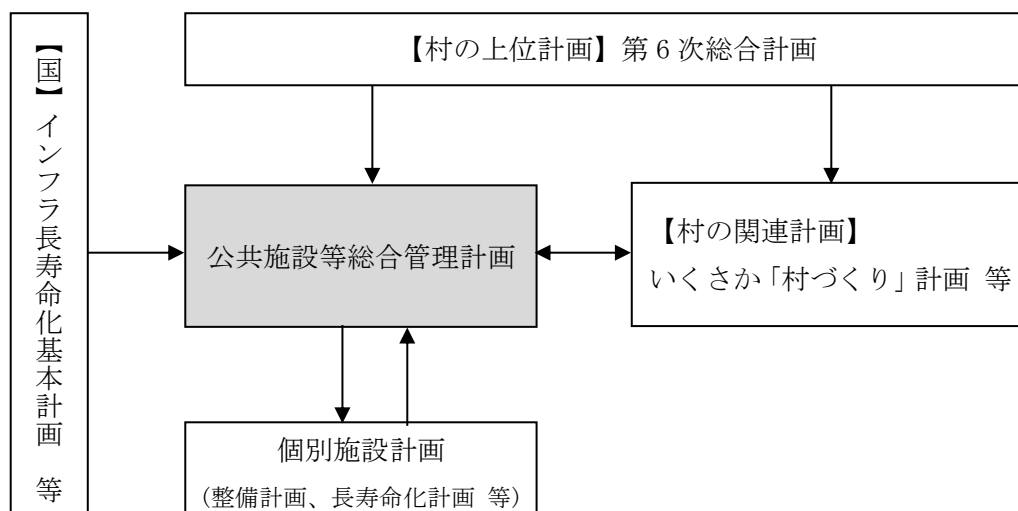 【国】インフラ長寿命化基本計画 等
【村の上位計画】第６次総合計画
公共施設等総合管理計画
【村の関連計画】
いくさか「村づくり」計画 等
個別施設計画
（整備計画、長寿命化計画 等）